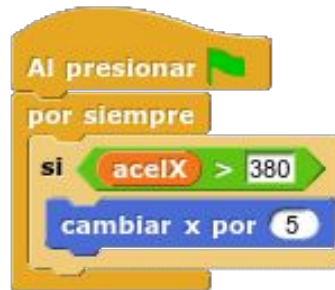 Al presionar
por siempre
si acelX > 380
cambiar x por 5